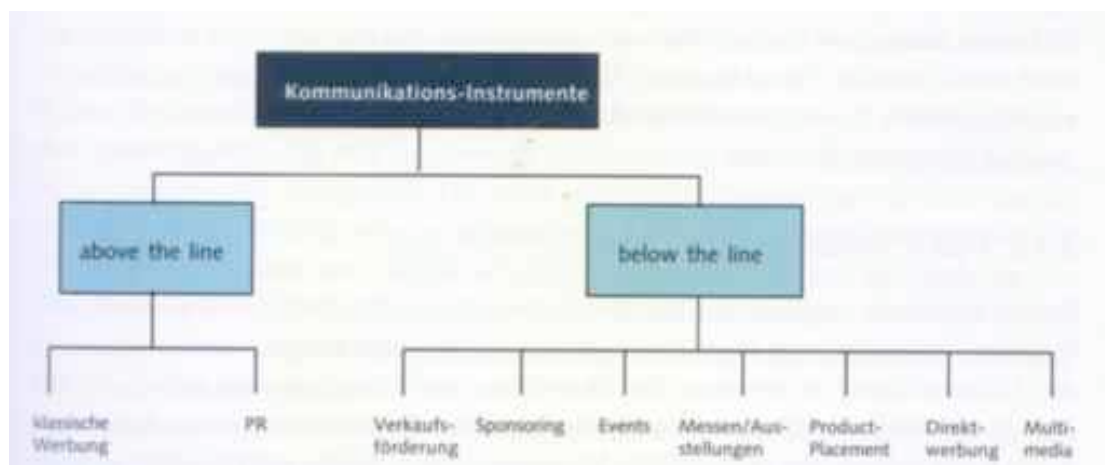 Kommunikations-Instrumente
above the line
below the line
klassische
Werbung
PR
Verkaufs-
förderung
Sponsoring
Events
Messen/Aus-
stellungen
Product-
Placement
Direkt-
werbung
Multi-
media